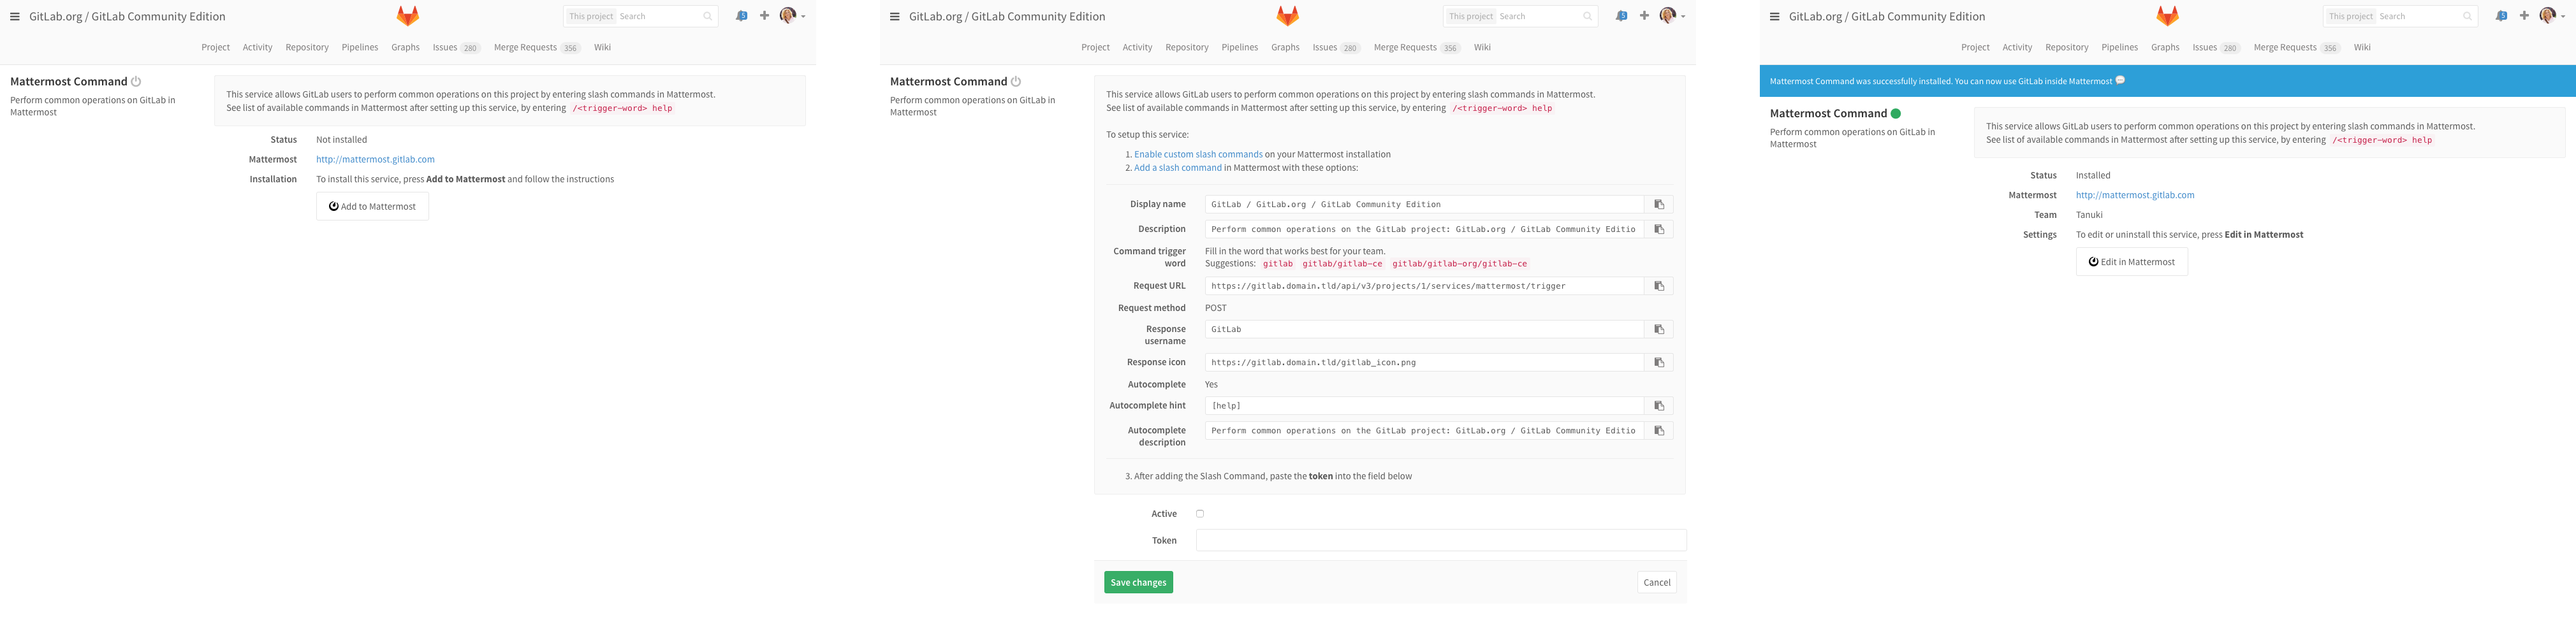 GitLab.org / GitLab Community Edition
This project Search
5
Project Activity Repository Pipelines Graphs Issues 280 Merge Requests 356 Wiki
Mattermost Command
Perform common operations on GitLab in
Mattermost
This service allows GitLab users to perform common operations on this project by entering slash commands in Mattermost.
See list of available commands in Mattermost after setting up this service, by entering /<trigger-word> help
Status Not installed
Mattermost http://mattermost.gitlab.com
Installation To install this service, press Add to Mattermost and follow the instructions
Add to Mattermost
GitLab.org / GitLab Community Edition
This project Search
5
Project Activity Repository Pipelines Graphs Issues 280 Merge Requests 356 Wiki
Mattermost Command
Perform common operations on GitLab in
Mattermost
This service allows GitLab users to perform common operations on this project by entering slash commands in Mattermost.
See list of available commands in Mattermost after setting up this service, by entering /<trigger-word> help
To setup this service:
1. Enable custom slash commands on your Mattermost installation
2. Add a slash command in Mattermost with these options:
Display name GitLab / GitLab.org / GitLab Community Edition
Description Perform common operations on the GitLab project: GitLab.org / GitLab Community Editio
Command trigger
word
Fill in the word that works best for your team.
Suggestions: gitlab gitlab/gitlab-ce gitlab/gitlab-org/gitlab-ce
Request URL https://gitlab.domain.tld/api/v3/projects/1/services/mattermost/trigger
Request method POST
Response
username
GitLab
Response icon https://gitlab.domain.tld/gitlab_icon.png
Autocomplete Yes
Autocomplete hint [help]
Autocomplete
description
Perform common operations on the GitLab project: GitLab.org / GitLab Community Editio
3. After adding the Slash Command, paste the token into the field below
Active
Token
Save changes
Cancel
GitLab.org / GitLab Community Edition
This project Search
5
Project Activity Repository Pipelines Graphs Issues 280 Merge Requests 356 Wiki
Mattermost Command was successfully installed. You can now use GitLab inside Mattermost
Mattermost Command
Perform common operations on GitLab in
Mattermost
This service allows GitLab users to perform common operations on this project by entering slash commands in Mattermost.
See list of available commands in Mattermost after setting up this service, by entering /<trigger-word> help
Status Installed
Mattermost http://mattermost.gitlab.com
Team Tanuki
Settings To edit or uninstall this service, press Edit in Mattermost
Edit in Mattermost